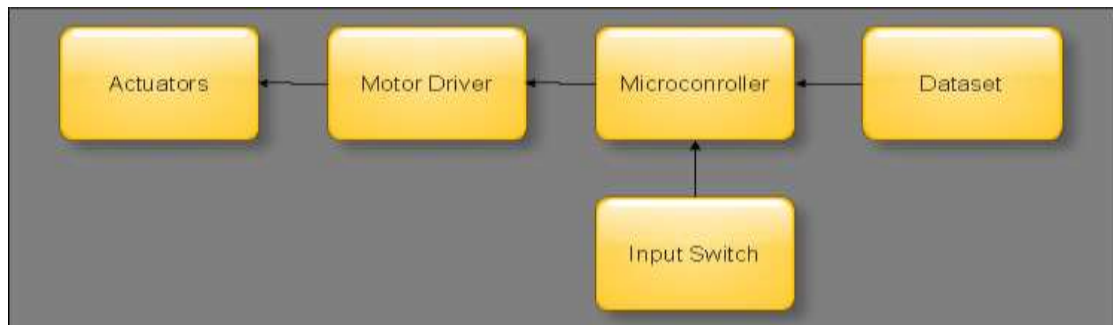 Actuators
Motor Driver
Microconroller
Dataset
Input Switch